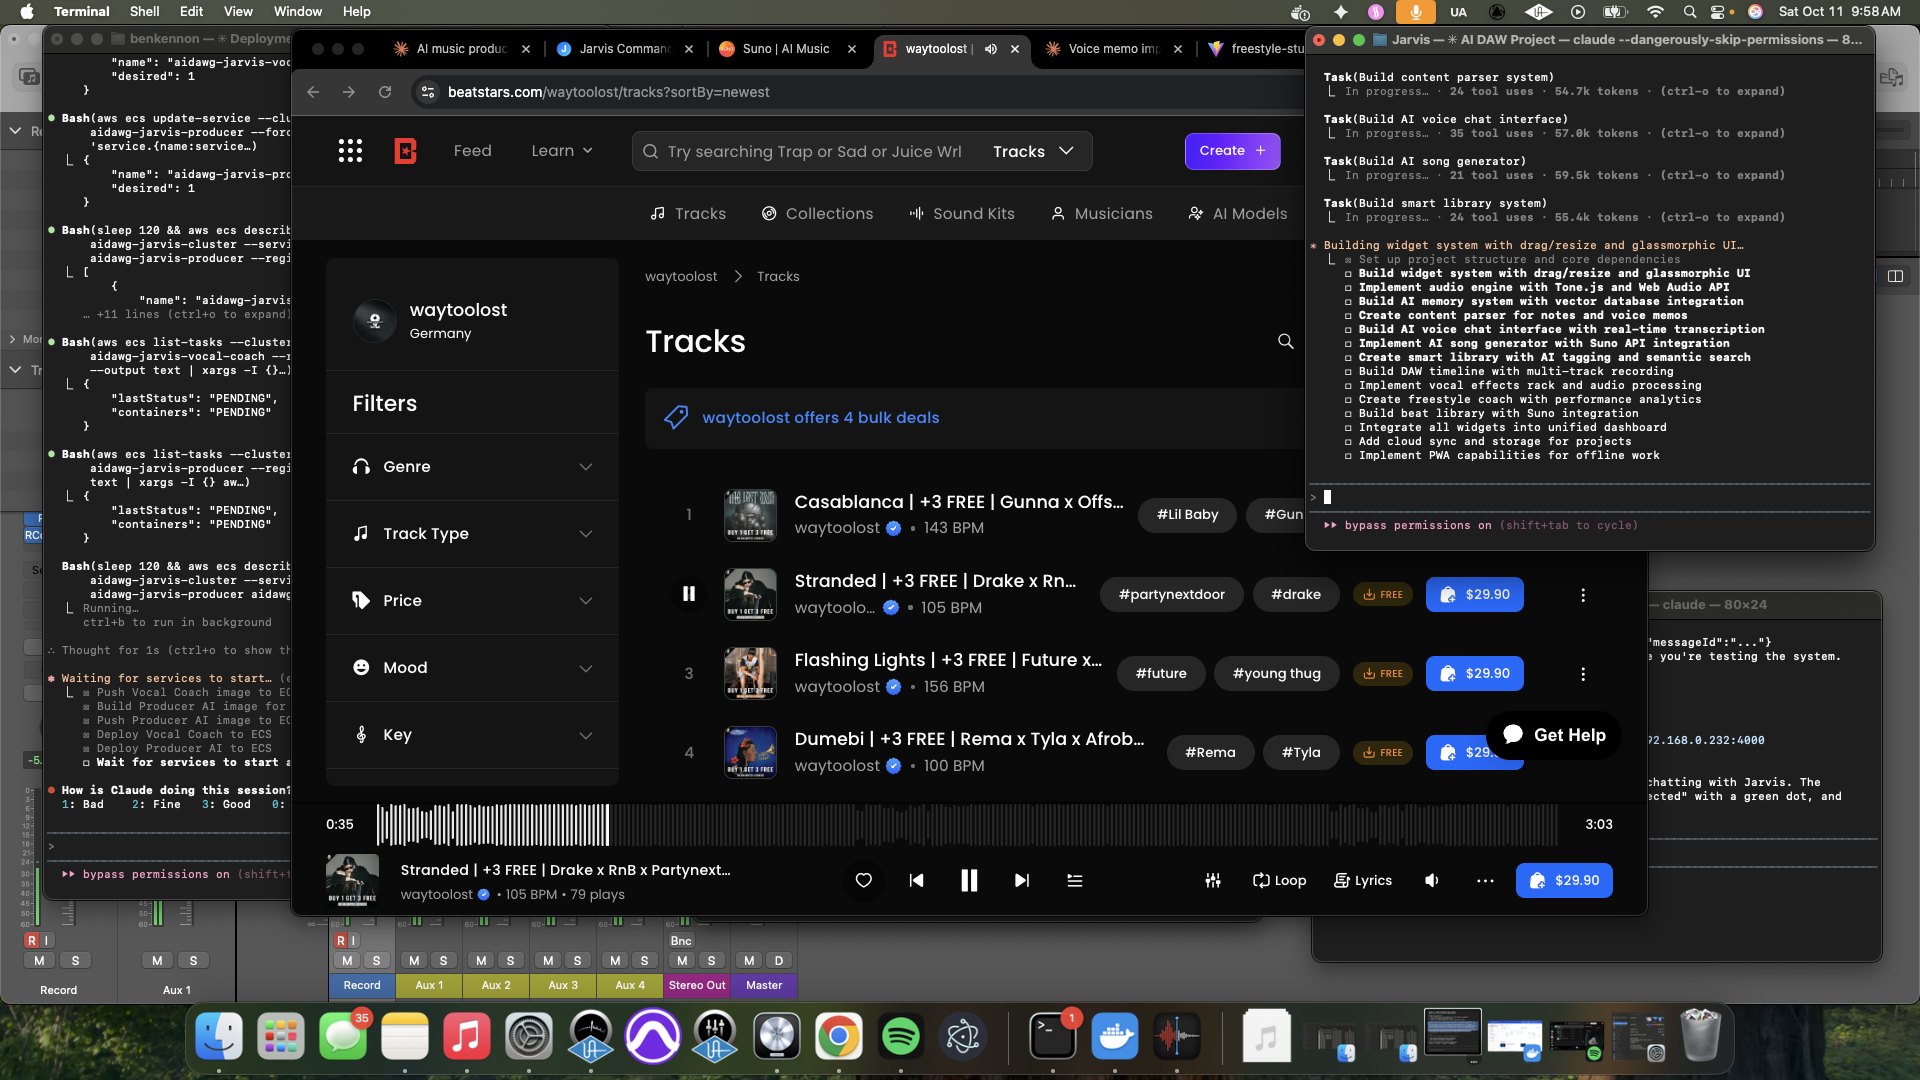 Terminal Shell Edit View Window Help
UA Sat Oct 11 9:58 AM
benkennon — ✳ Deployme
"name": "aidawg-jarvis-voc
"desired": 1
}
Bash(aws ecs update-service --clu
aidawg-jarvis-producer --forc
'service.{name:service…)
{
"name": "aidawg-jarvis-pro
"desired": 1
}
Bash(sleep 120 && aws ecs describ
aidawg-jarvis-cluster --servi
aidawg-jarvis-producer --regi
[
{
"name": "aidawg-jarvis-
… +11 lines (ctrl+o to expand)
Bash(aws ecs list-tasks --cluster
aidawg-jarvis-vocal-coach --r
--output text | xargs -I {}…)
{
"lastStatus": "PENDING",
"containers": "PENDING"
}
Bash(aws ecs list-tasks --cluster
aidawg-jarvis-producer --regi
text | xargs -I {} aw…)
{
"lastStatus": "PENDING",
"containers": "PENDING"
}
Bash(sleep 120 && aws ecs describ
aidawg-jarvis-cluster --servi
aidawg-jarvis-producer aidawg
Running…
ctrl+b to run in background
∴ Thought for 1s (ctrl+o to show th
✱ Waiting for services to start… (e
Push Vocal Coach image to EC
Build Producer AI image for
Push Producer AI image to EC
Deploy Vocal Coach to ECS
Deploy Producer AI to ECS
Wait for services to start a
How is Claude doing this session?
1: Bad 2: Fine 3: Good 0:
>
bypass permissions on (shift+t
AI music produc
Jarvis Comman
Suno | AI Music
waytoolost |
Voice memo imp
freestyle-stu
beatstars.com/waytoolost/tracks?sortBy=newest
Feed
Learn
Try searching Trap or Sad or Juice Wrl
Tracks
Create +
Tracks
Collections
Sound Kits
Musicians
AI Models
waytoolost
Germany
Filters
Genre
Track Type
Price
Mood
Key
waytoolost > Tracks
Tracks
waytoolost offers 4 bulk deals
1
Casablanca | +3 FREE | Gunna x Offs…
waytoolost • 143 BPM
#Lil Baby
#Gun
Stranded | +3 FREE | Drake x Rn…
waytoolo… • 105 BPM
#partynextdoor
#drake
FREE
$29.90
3
Flashing Lights | +3 FREE | Future x…
waytoolost • 156 BPM
#future
#young thug
FREE
$29.90
4
Dumebi | +3 FREE | Rema x Tyla x Afrob…
waytoolost • 100 BPM
#Rema
#Tyla
FREE
Get Help
0:35
3:03
Stranded | +3 FREE | Drake x RnB x Partynext…
waytoolost • 105 BPM • 79 plays
Loop
Lyrics
$29.90
Jarvis — ✳ AI DAW Project — claude --dangerously-skip-permissions — 8…
Task(Build content parser system)
In progress… · 24 tool uses · 54.7k tokens · (ctrl-o to expand)
Task(Build AI voice chat interface)
In progress… · 35 tool uses · 57.0k tokens · (ctrl-o to expand)
Task(Build AI song generator)
In progress… · 21 tool uses · 59.5k tokens · (ctrl-o to expand)
Task(Build smart library system)
In progress… · 24 tool uses · 55.4k tokens · (ctrl-o to expand)
✱ Building widget system with drag/resize and glassmorphic UI…
Set up project structure and core dependencies
Build widget system with drag/resize and glassmorphic UI
Implement audio engine with Tone.js and Web Audio API
Build AI memory system with vector database integration
Create content parser for notes and voice memos
Build AI voice chat interface with real-time transcription
Implement AI song generator with Suno API integration
Create smart library with AI tagging and semantic search
Build DAW timeline with multi-track recording
Implement vocal effects rack and audio processing
Create freestyle coach with performance analytics
Build beat library with Suno integration
Integrate all widgets into unified dashboard
Add cloud sync and storage for projects
Implement PWA capabilities for offline work
>
bypass permissions on (shift+tab to cycle)
— claude — 80×24
"messageId":"..."}
e you're testing the system.
92.168.0.232:4000
chatting with Jarvis. The
ected" with a green dot, and
R I
R I
Bnc
M S
M S
M S
M S
M S
M S
M S
M S
M D
Record
Aux 1
Record
Aux 1
Aux 2
Aux 3
Aux 4
Stereo Out
Master
35
1